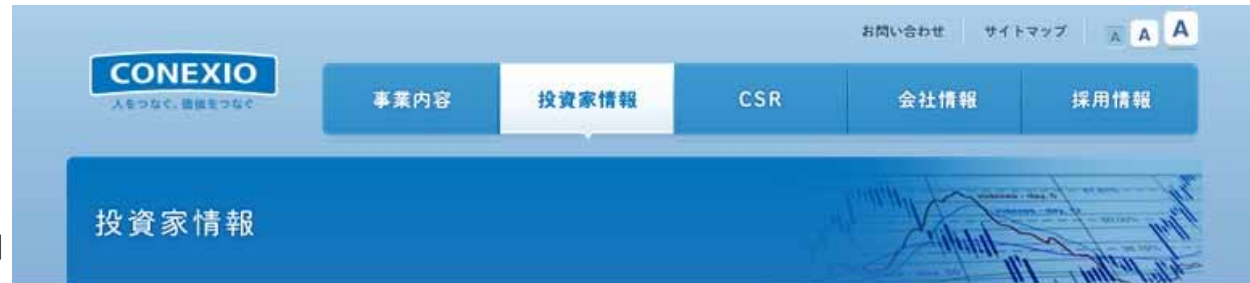 お問い合わせ サイトマップ A A A
CONEXIO
人をつなぐ、価値をつなぐ
事業内容 投資家情報 CSR 会社情報 採用情報
投資家情報